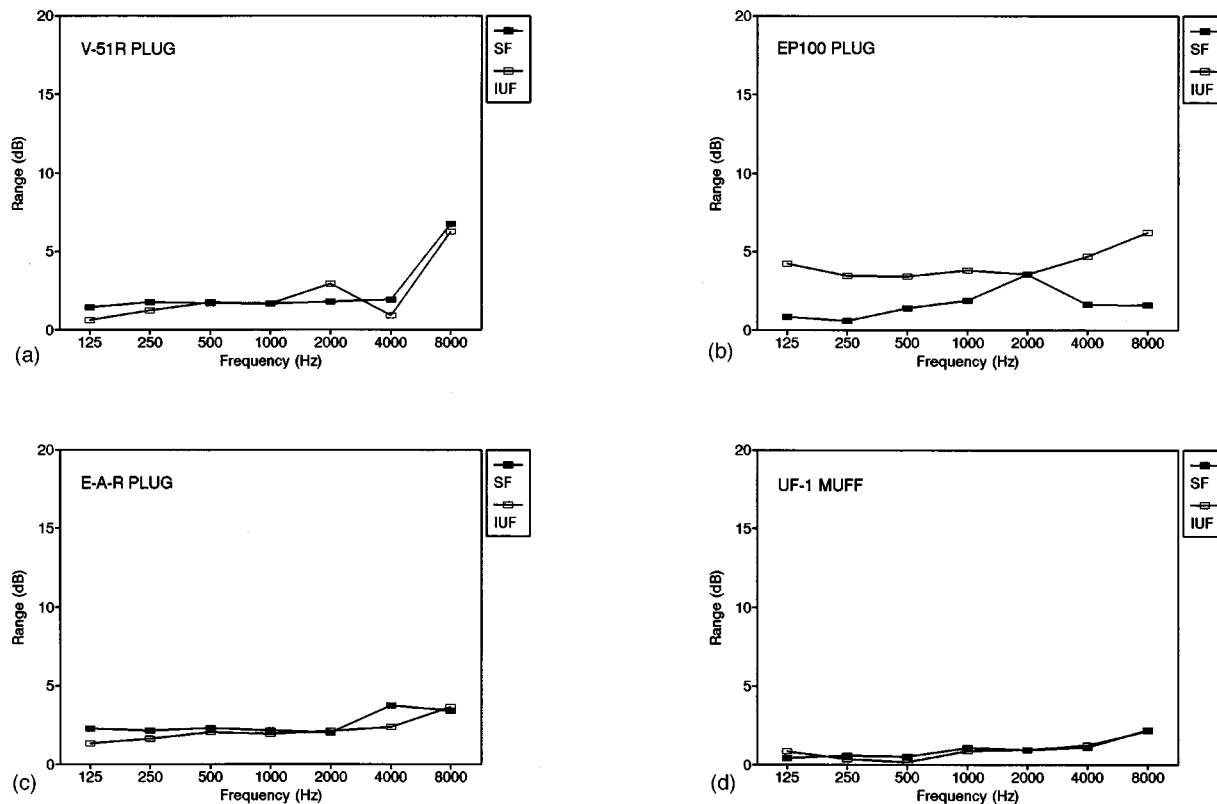 20
15
10
5
0
Range (dB)
V-51R PLUG
SF
IUF
125 250 500 1000 2000 4000 8000
Frequency (Hz)
(a)
20
15
10
5
0
Range (dB)
EP100 PLUG
SF
IUF
125 250 500 1000 2000 4000 8000
Frequency (Hz)
(b)
20
15
10
5
0
Range (dB)
E-A-R PLUG
SF
IUF
125 250 500 1000 2000 4000 8000
Frequency (Hz)
(c)
20
15
10
5
0
Range (dB)
UF-1 MUFF
SF
IUF
125 250 500 1000 2000 4000 8000
Frequency (Hz)
(d)